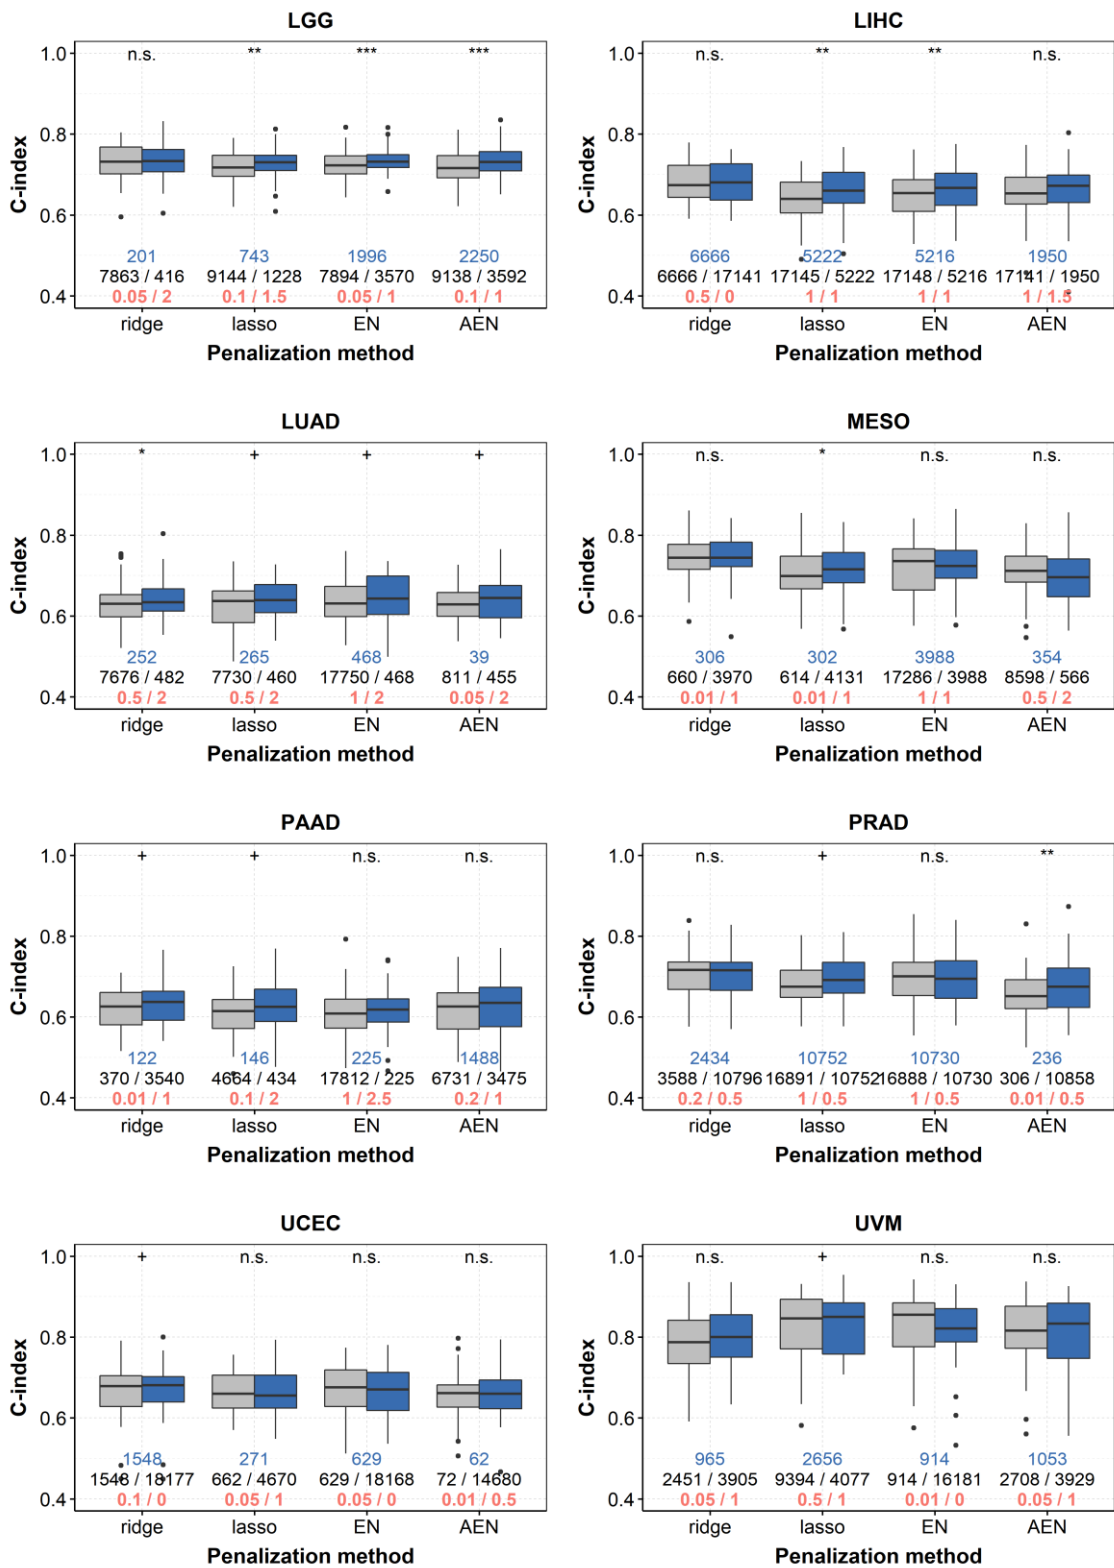 LGG
1.0
n.s.
**
***
***
0.8
C-index
0.6
201
743
1996
2250
7863 / 416
9144 / 1228
7894 / 3570
9138 / 3592
0.4
0.05 / 2
0.1 / 1.5
0.05 / 1
0.1 / 1
ridge
lasso
EN
AEN
Penalization method
LIHC
1.0
n.s.
**
**
n.s.
0.8
C-index
0.6
6666
5222
5216
1950
6666 / 17141
17145 / 5222
17148 / 5216
17141 / 1950
0.4
0.5 / 0
1 / 1
1 / 1
1 / 1.5
ridge
lasso
EN
AEN
Penalization method
LUAD
1.0
*
+
+
+
0.8
C-index
0.6
252
265
468
39
7676 / 482
7730 / 460
17750 / 468
811 / 455
0.4
0.5 / 2
0.5 / 2
1 / 2
0.05 / 2
ridge
lasso
EN
AEN
Penalization method
MESO
1.0
n.s.
*
n.s.
n.s.
0.8
C-index
0.6
306
302
3988
354
660 / 3970
614 / 4131
17286 / 3988
8598 / 566
0.4
0.01 / 1
0.01 / 1
1 / 1
0.5 / 2
ridge
lasso
EN
AEN
Penalization method
PAAD
1.0
+
+
n.s.
n.s.
0.8
C-index
0.6
122
146
225
1488
370 / 3540
4664 / 434
17812 / 225
6731 / 3475
0.4
0.01 / 1
0.1 / 2
1 / 2.5
0.2 / 1
ridge
lasso
EN
AEN
Penalization method
PRAD
1.0
n.s.
+
n.s.
**
0.8
C-index
0.6
2434
10752
10730
236
3588 / 10796
16891 / 10752
16888 / 10730
306 / 10858
0.4
0.2 / 0.5
1 / 0.5
1 / 0.5
0.01 / 0.5
ridge
lasso
EN
AEN
Penalization method
UCEC
1.0
+
n.s.
n.s.
n.s.
0.8
C-index
0.6
1548
271
629
62
1548 / 18177
662 / 4670
629 / 18168
72 / 14680
0.4
0.1 / 0
0.05 / 1
0.05 / 0
0.01 / 0.5
ridge
lasso
EN
AEN
Penalization method
UVM
1.0
n.s.
+
n.s.
n.s.
0.8
C-index
0.6
965
2656
914
1053
2451 / 3905
9394 / 4077
914 / 16181
2708 / 3929
0.4
0.05 / 1
0.5 / 1
0.01 / 0
0.05 / 1
ridge
lasso
EN
AEN
Penalization method